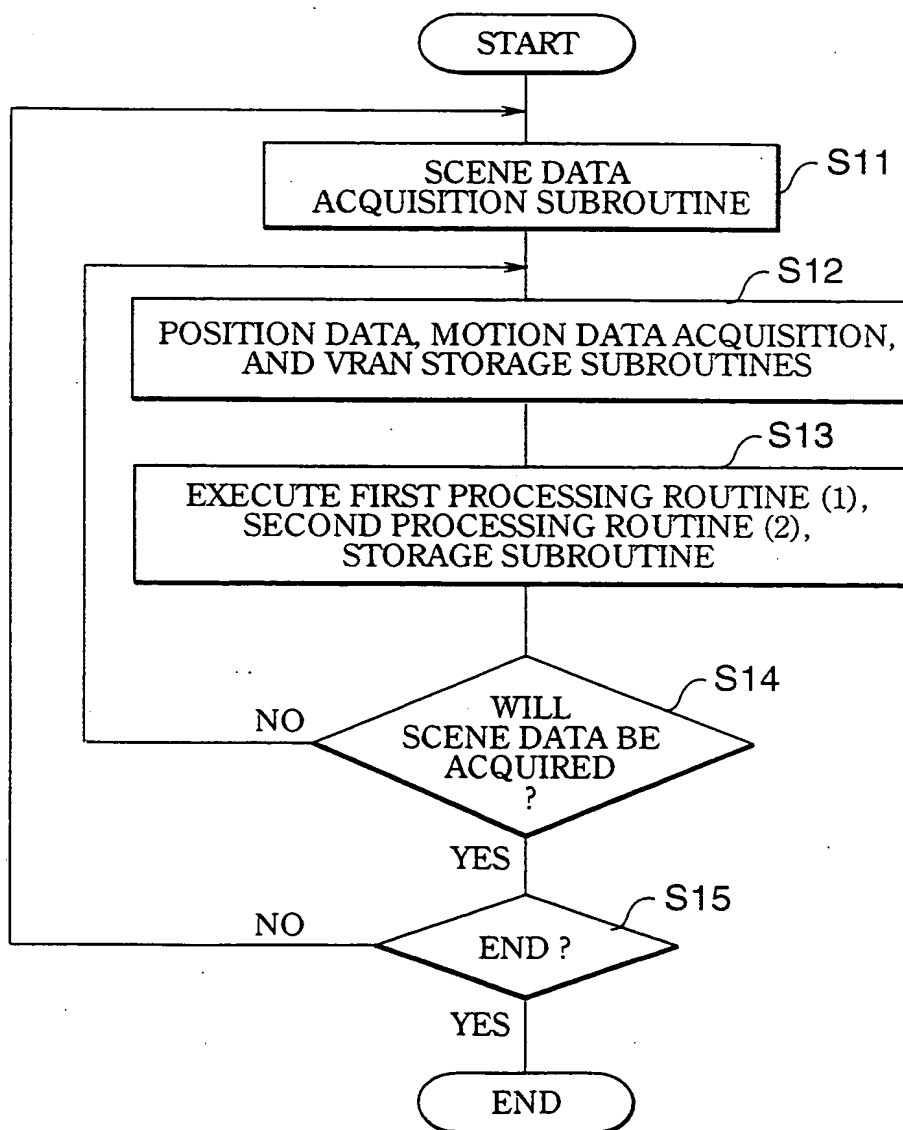 START
SCENE DATA
ACQUISITION SUBROUTINE
S11
S12
POSITION DATA, MOTION DATA ACQUISITION,
AND VRAN STORAGE SUBROUTINES
S13
EXECUTE FIRST PROCESSING ROUTINE (1),
SECOND PROCESSING ROUTINE (2),
STORAGE SUBROUTINE
S14
NO
WILL
SCENE DATA BE
ACQUIRED
?
YES
S15
NO
END ?
YES
END